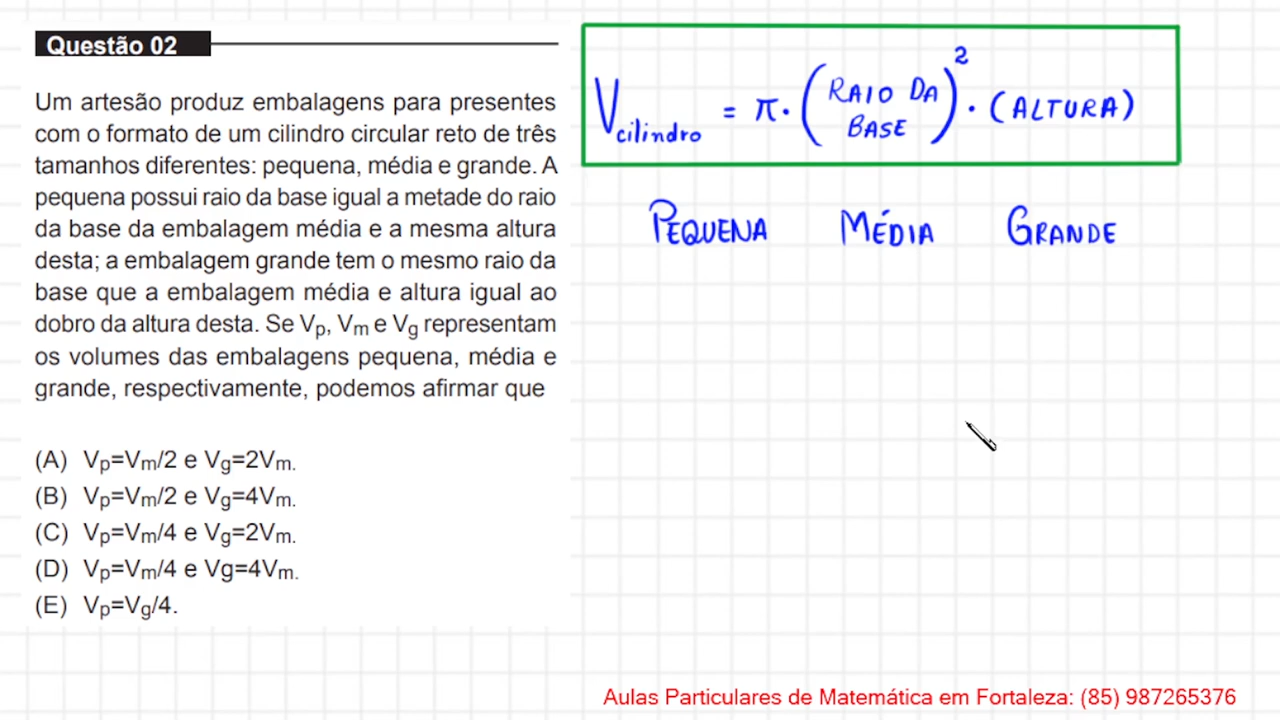 Questão 02
Um artesão produz embalagens para presentes
com o formato de um cilindro circular reto de três
tamanhos diferentes: pequena, média e grande. A
pequena possui raio da base igual a metade do raio
da base da embalagem média e a mesma altura
desta; a embalagem grande tem o mesmo raio da
base que a embalagem média e altura igual ao
dobro da altura desta. Se Vp, Vm e Vg representam
os volumes das embalagens pequena, média e
grande, respectivamente, podemos afirmar que
(A) Vp=Vm/2 e Vg=2Vm.
(B) Vp=Vm/2 e Vg=4Vm.
(C) Vp=Vm/4 e Vg=2Vm.
(D) Vp=Vm/4 e Vg=4Vm.
(E) Vp=Vg/4.
Vcilindro = π · (RAIO DA BASE)² · (ALTURA)
PEQUENA MÉDIA GRANDE
Aulas Particulares de Matemática em Fortaleza: (85) 987265376